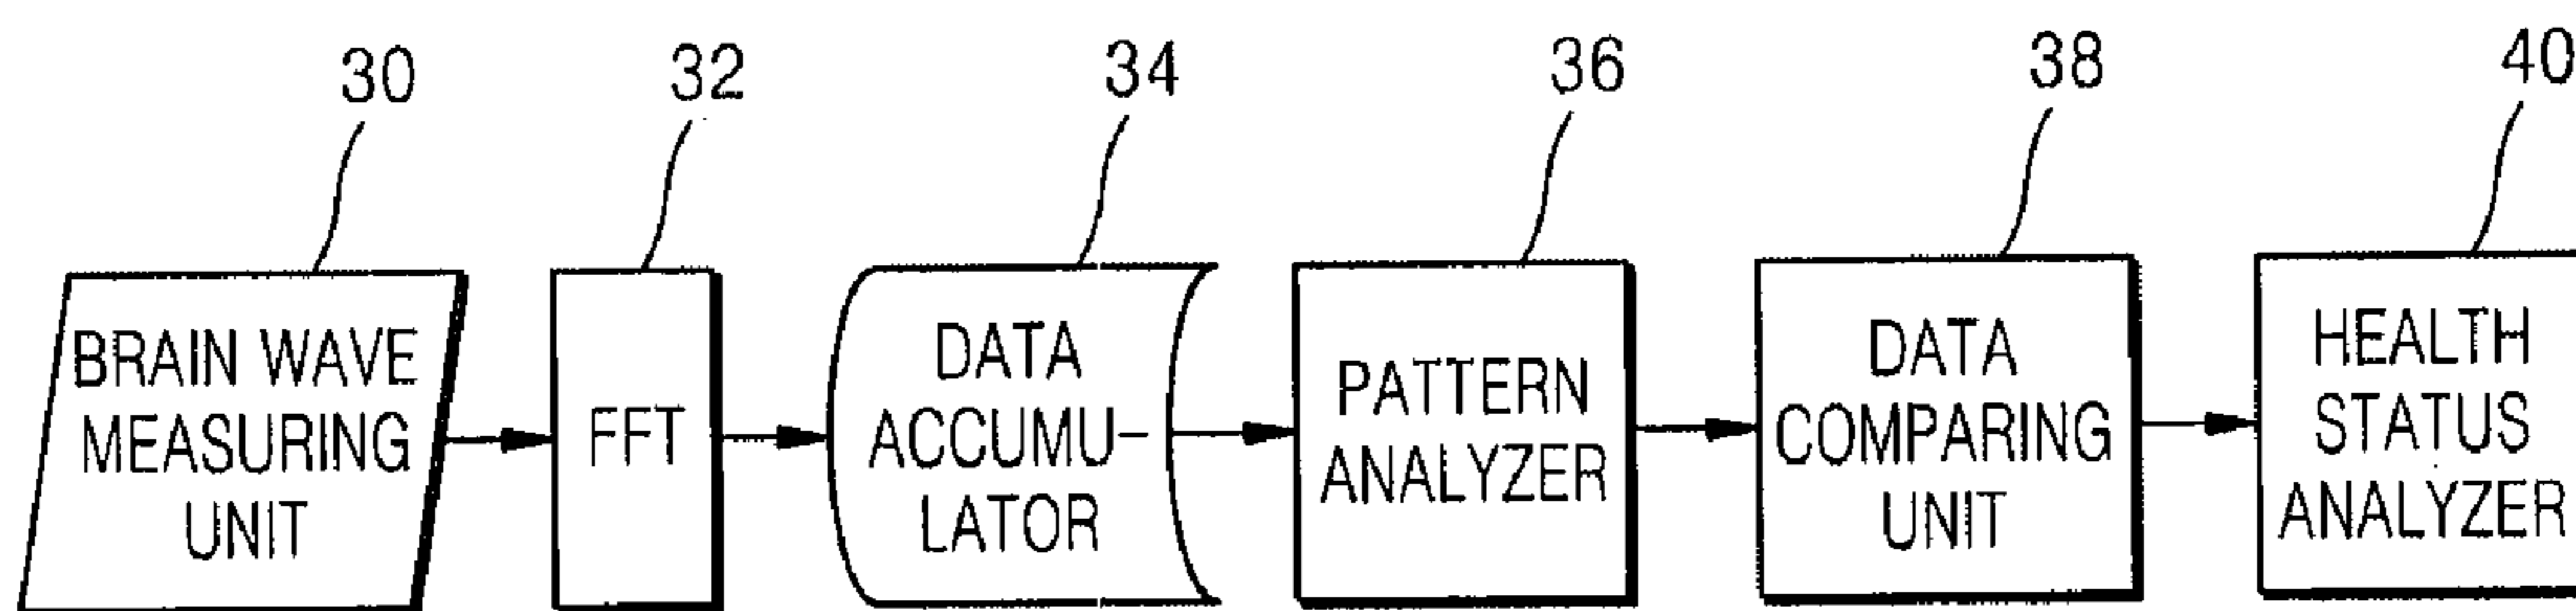 30
32
34
36
38
40
BRAIN WAVE
MEASURING
UNIT
FFT
DATA
ACCUMU-
LATOR
PATTERN
ANALYZER
DATA
COMPARING
UNIT
HEALTH
STATUS
ANALYZER